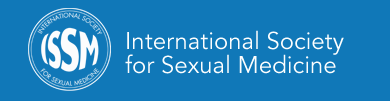 INTERNATIONAL SOCIETY
ISSM
FOR SEXUAL MEDICINE
International Society
for Sexual Medicine